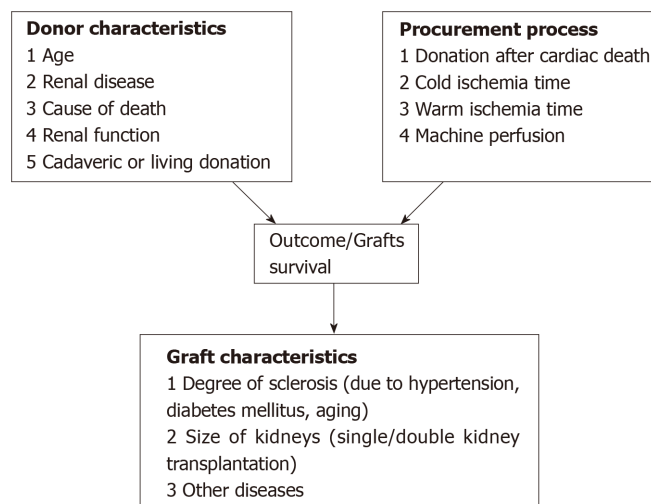 Donor characteristics
1 Age
2 Renal disease
3 Cause of death
4 Renal function
5 Cadaveric or living donation
Procurement process
1 Donation after cardiac death
2 Cold ischemia time
3 Warm ischemia time
4 Machine perfusion
Outcome/Grafts
survival
Graft characteristics
1 Degree of sclerosis (due to hypertension,
diabetes mellitus, aging)
2 Size of kidneys (single/double kidney
transplantation)
3 Other diseases